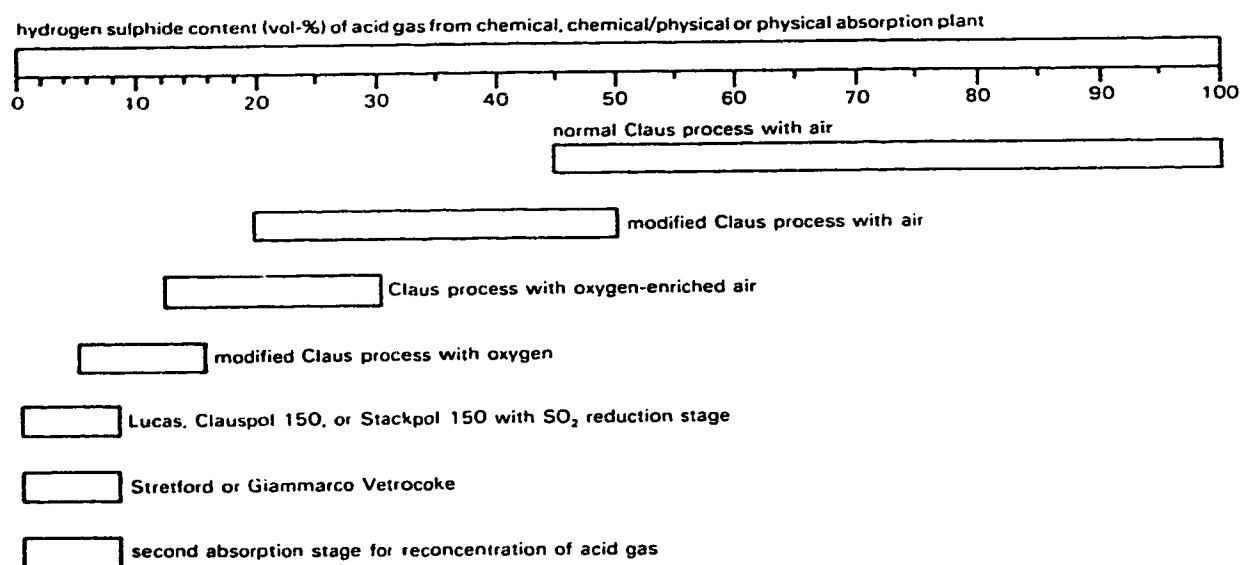 hydrogen sulphide content (vol-%) of acid gas from chemical, chemical/physical or physical absorption plant
0 10 20 30 40 50 60 70 80 90 100
normal Claus process with air
modified Claus process with air
Claus process with oxygen-enriched air
modified Claus process with oxygen
Lucas, Clauspol 150, or Stackpol 150 with SO₂ reduction stage
Stretford or Giammarco Vetrocoke
second absorption stage for reconcentration of acid gas